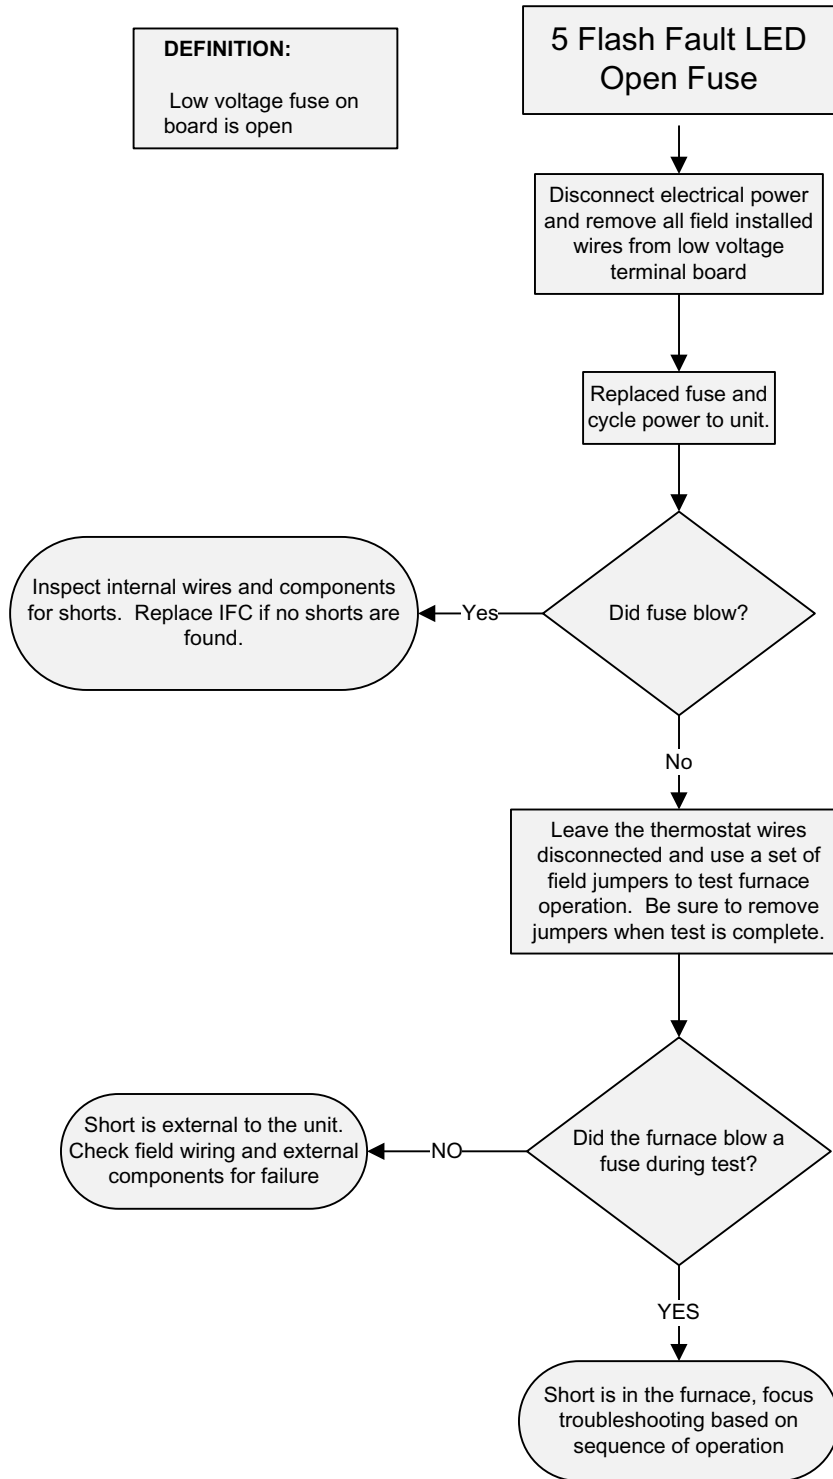 DEFINITION:
Low voltage fuse on
board is open
5 Flash Fault LED
Open Fuse
Disconnect electrical power
and remove all field installed
wires from low voltage
terminal board
Replaced fuse and
cycle power to unit.
Did fuse blow?
Yes
Inspect internal wires and components
for shorts. Replace IFC if no shorts are
found.
No
Leave the thermostat wires
disconnected and use a set of
field jumpers to test furnace
operation. Be sure to remove
jumpers when test is complete.
Did the furnace blow a
fuse during test?
NO
Short is external to the unit.
Check field wiring and external
components for failure
YES
Short is in the furnace, focus
troubleshooting based on
sequence of operation